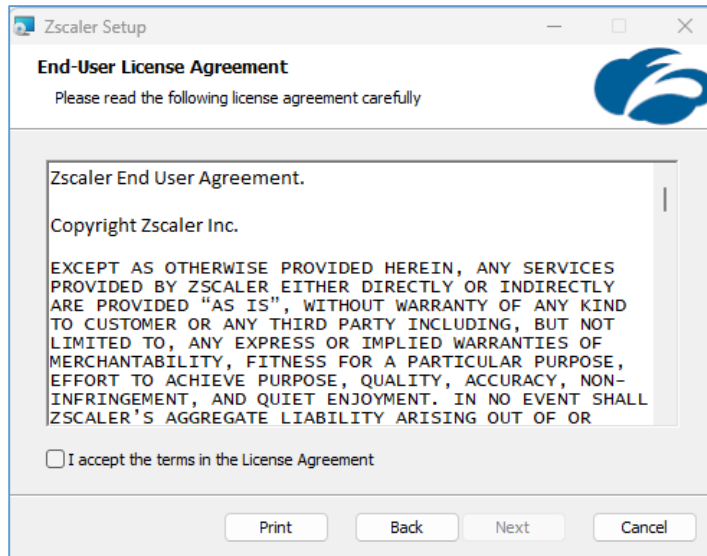 Zscaler Setup
End-User License Agreement
Please read the following license agreement carefully
Zscaler End User Agreement.
Copyright Zscaler Inc.
EXCEPT AS OTHERWISE PROVIDED HEREIN, ANY SERVICES
PROVIDED BY ZSCALER EITHER DIRECTLY OR INDIRECTLY
ARE PROVIDED “AS IS”, WITHOUT WARRANTY OF ANY KIND
TO CUSTOMER OR ANY THIRD PARTY INCLUDING, BUT NOT
LIMITED TO, ANY EXPRESS OR IMPLIED WARRANTIES OF
MERCHANTABILITY, FITNESS FOR A PARTICULAR PURPOSE,
EFFORT TO ACHIEVE PURPOSE, QUALITY, ACCURACY, NON-
INFRINGEMENT, AND QUIET ENJOYMENT. IN NO EVENT SHALL
ZSCALER’S AGGREGATE LIABILITY ARISING OUT OF OR
I accept the terms in the License Agreement
Print Back Next Cancel